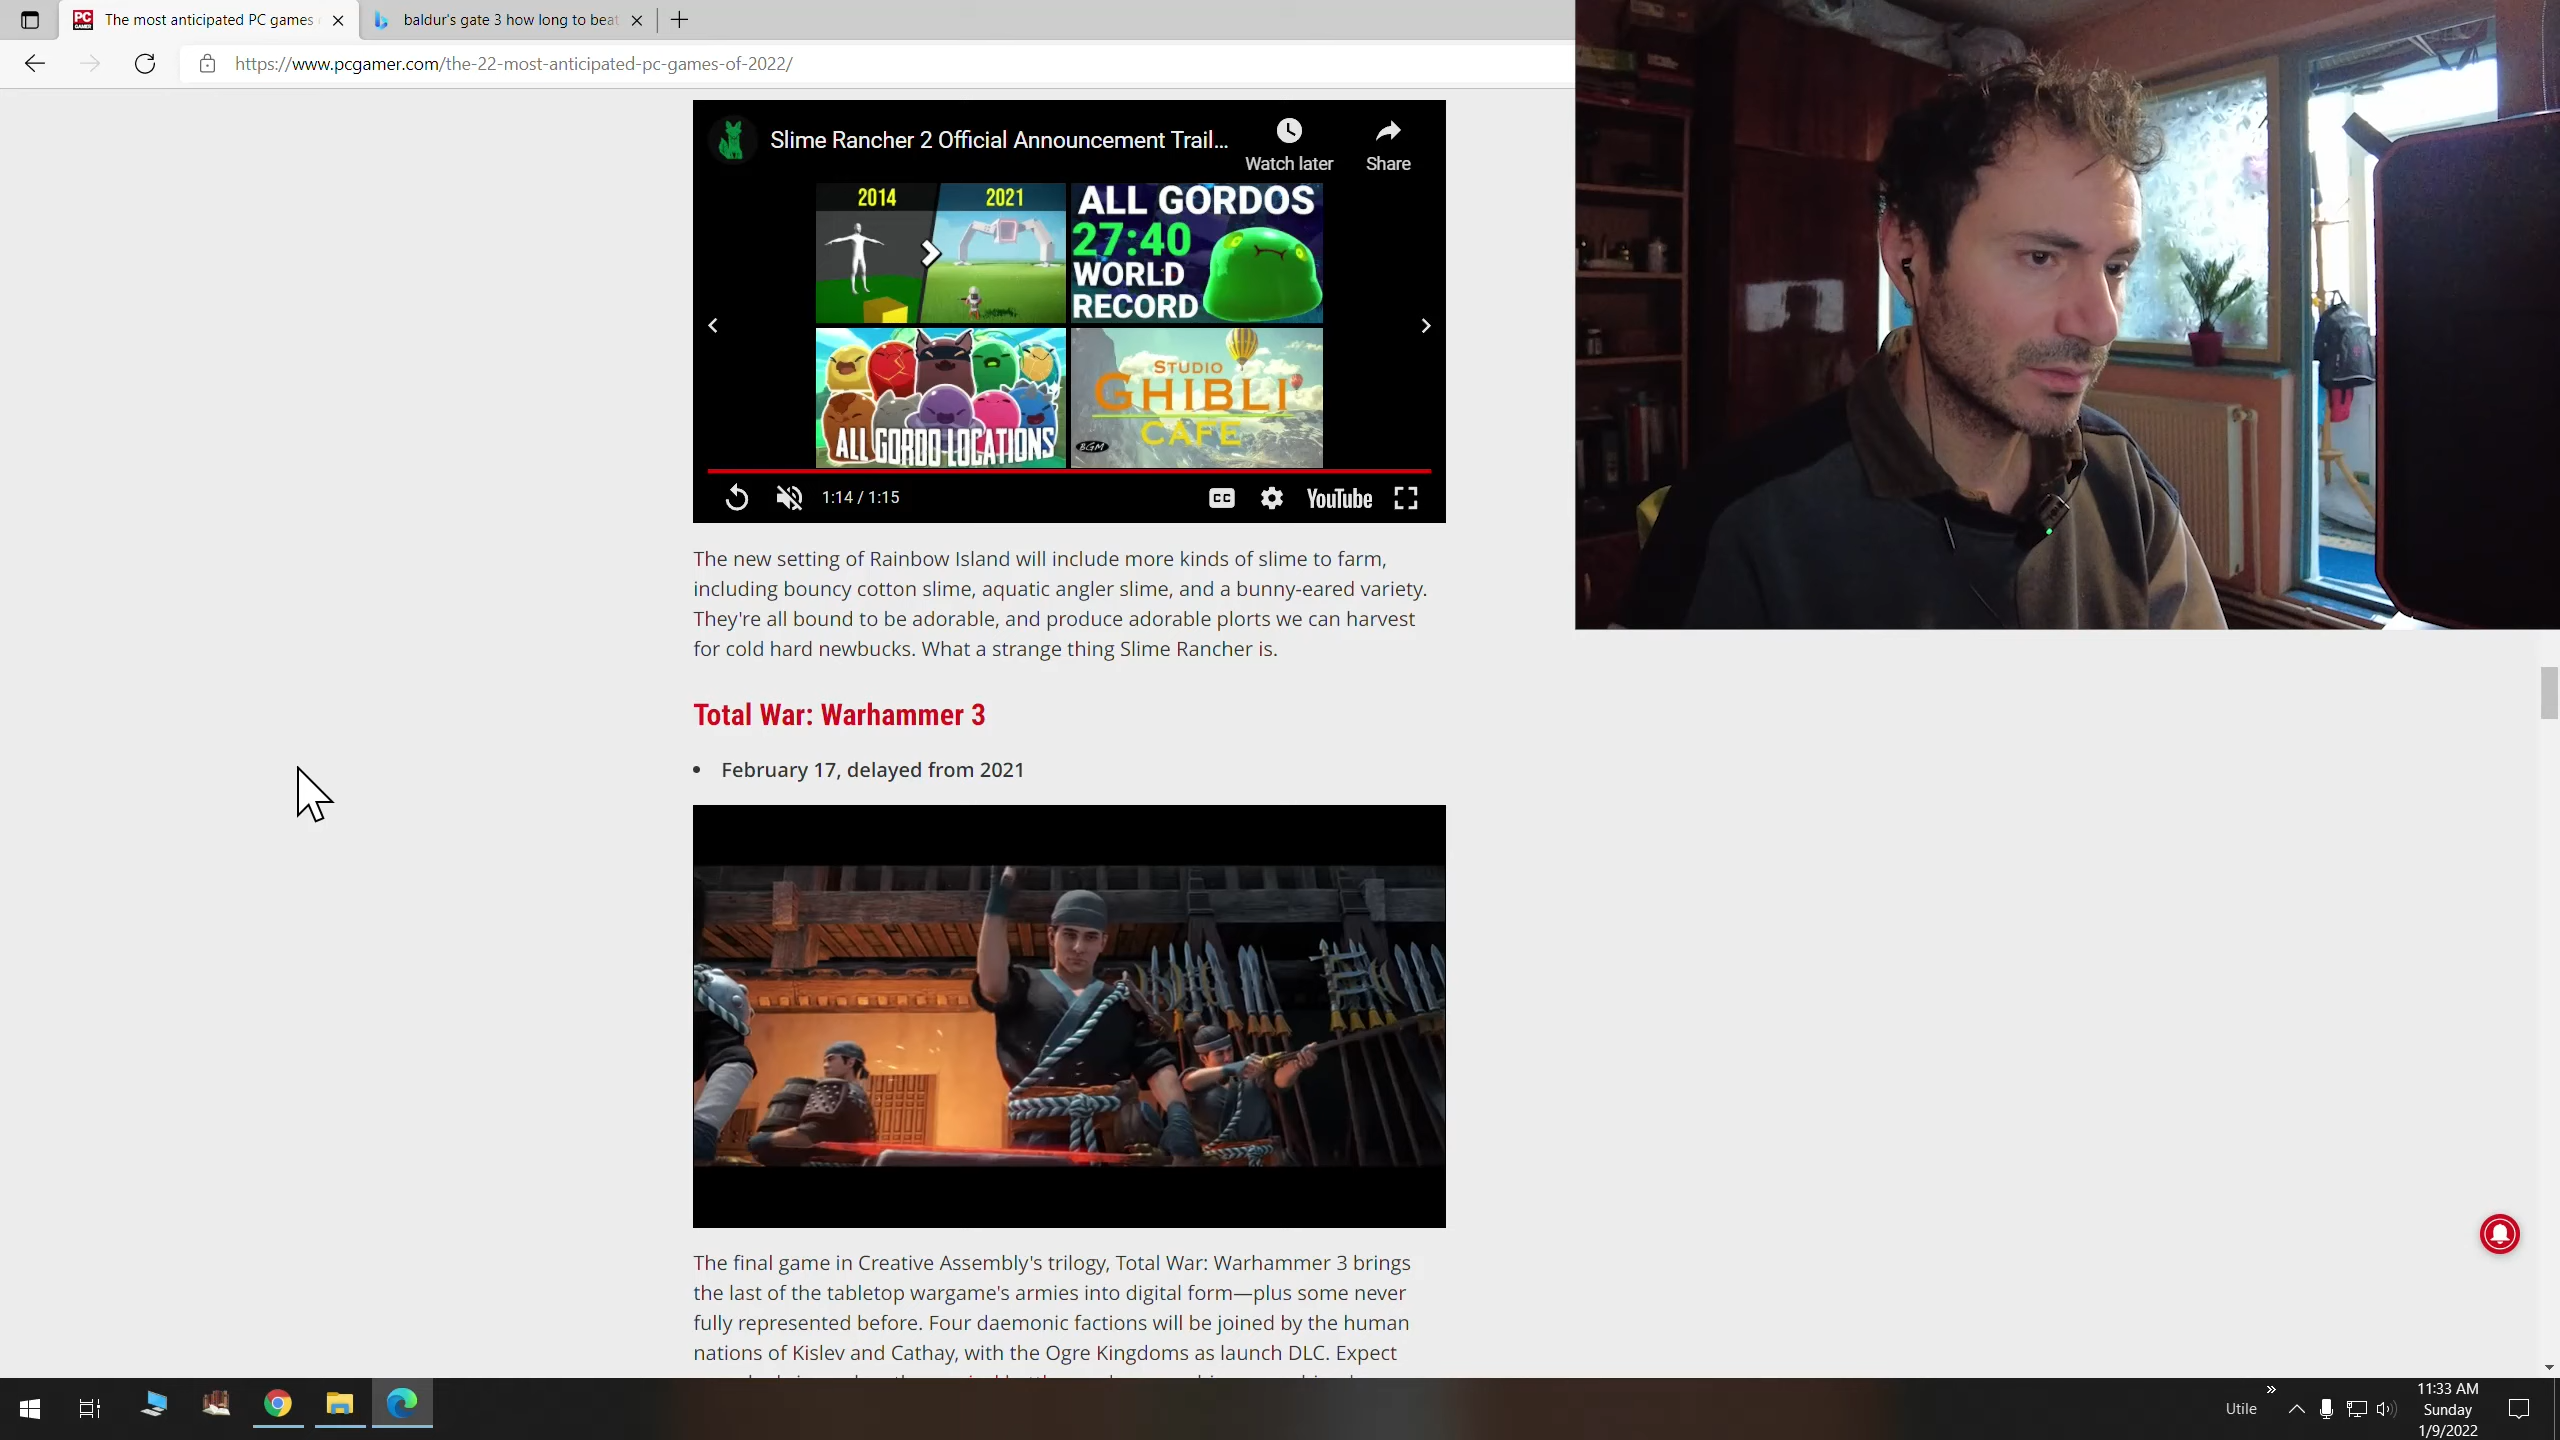 The most anticipated PC games
baldur's gate 3 how long to beat
https://www.pcgamer.com/the-22-most-anticipated-pc-games-of-2022/
Slime Rancher 2 Official Announcement Trail...
Watch later
Share
2014
2021
ALL GORDOS
27:40
WORLD
RECORD
ALL GORDO LOCATIONS
STUDIO
GHIBLI
CAFE
BGM
1:14 / 1:15
CC
YouTube
The new setting of Rainbow Island will include more kinds of slime to farm,
including bouncy cotton slime, aquatic angler slime, and a bunny-eared variety.
They're all bound to be adorable, and produce adorable plorts we can harvest
for cold hard newbucks. What a strange thing Slime Rancher is.
Total War: Warhammer 3
• February 17, delayed from 2021
The final game in Creative Assembly's trilogy, Total War: Warhammer 3 brings
the last of the tabletop wargame's armies into digital form—plus some never
fully represented before. Four daemonic factions will be joined by the human
nations of Kislev and Cathay, with the Ogre Kingdoms as launch DLC. Expect
Utile
11:33 AM
Sunday
1/9/2022